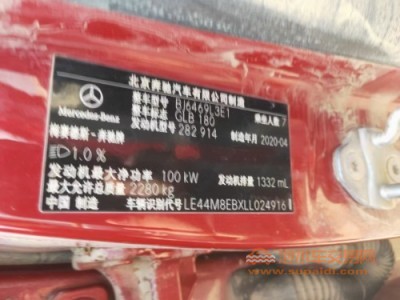 北京奔驰汽车有限公司制造
整车型号 BJ6469L3E1 乘坐人数 7
整车标志 GLB 180
发动机型号 282 914 制造年月 2020-04
Mercedes-Benz
梅赛德斯-奔驰牌
1.0 %
发动机最大净功率 100 kW 发动机排量 1332 mL
最大允许总质量 2280 kg
中国 制造 车辆识别代号 LE44M8EBXLL024916